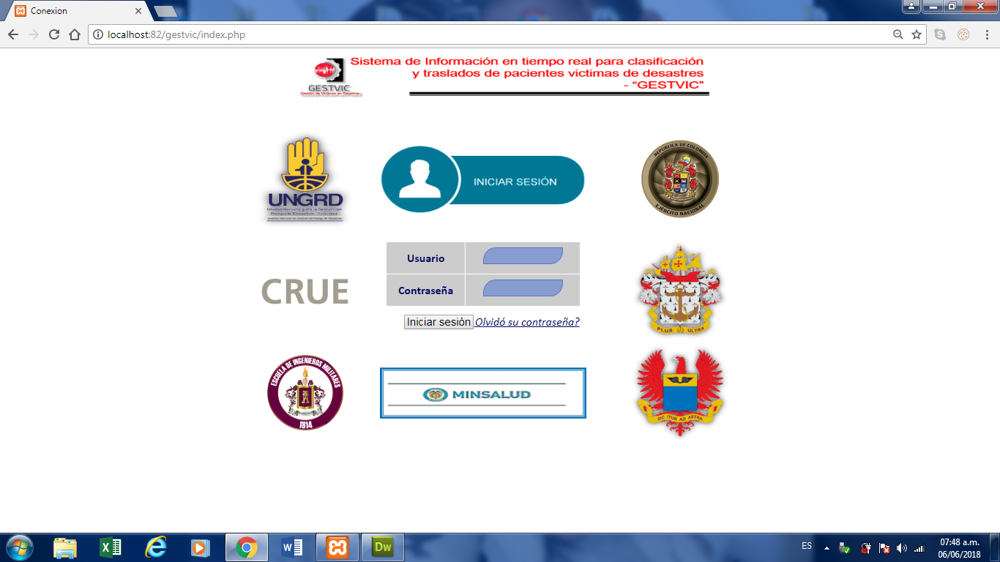 Conexion
localhost:82/gestvic/index.php
Sistema de Información en tiempo real para clasificación
y traslados de pacientes victimas de desastres
- “GESTVIC”
GESTVIC
Gestión de Victimas en Desastres
UNGRD
Unidad Nacional para la Gestión del
Riesgo de Desastres - Colombia
INICIAR SESIÓN
REPÚBLICA DE COLOMBIA
EJERCITO NACIONAL
Usuario
CRUE
Contraseña
Iniciar sesión Olvidó su contraseña?
PLUS ULTRA
ESCUELA DE INGENIEROS MILITARES
1814
MINSALUD
SIC ITUR AD ASTRA
Dw
ES
07:48 a.m.
06/06/2018